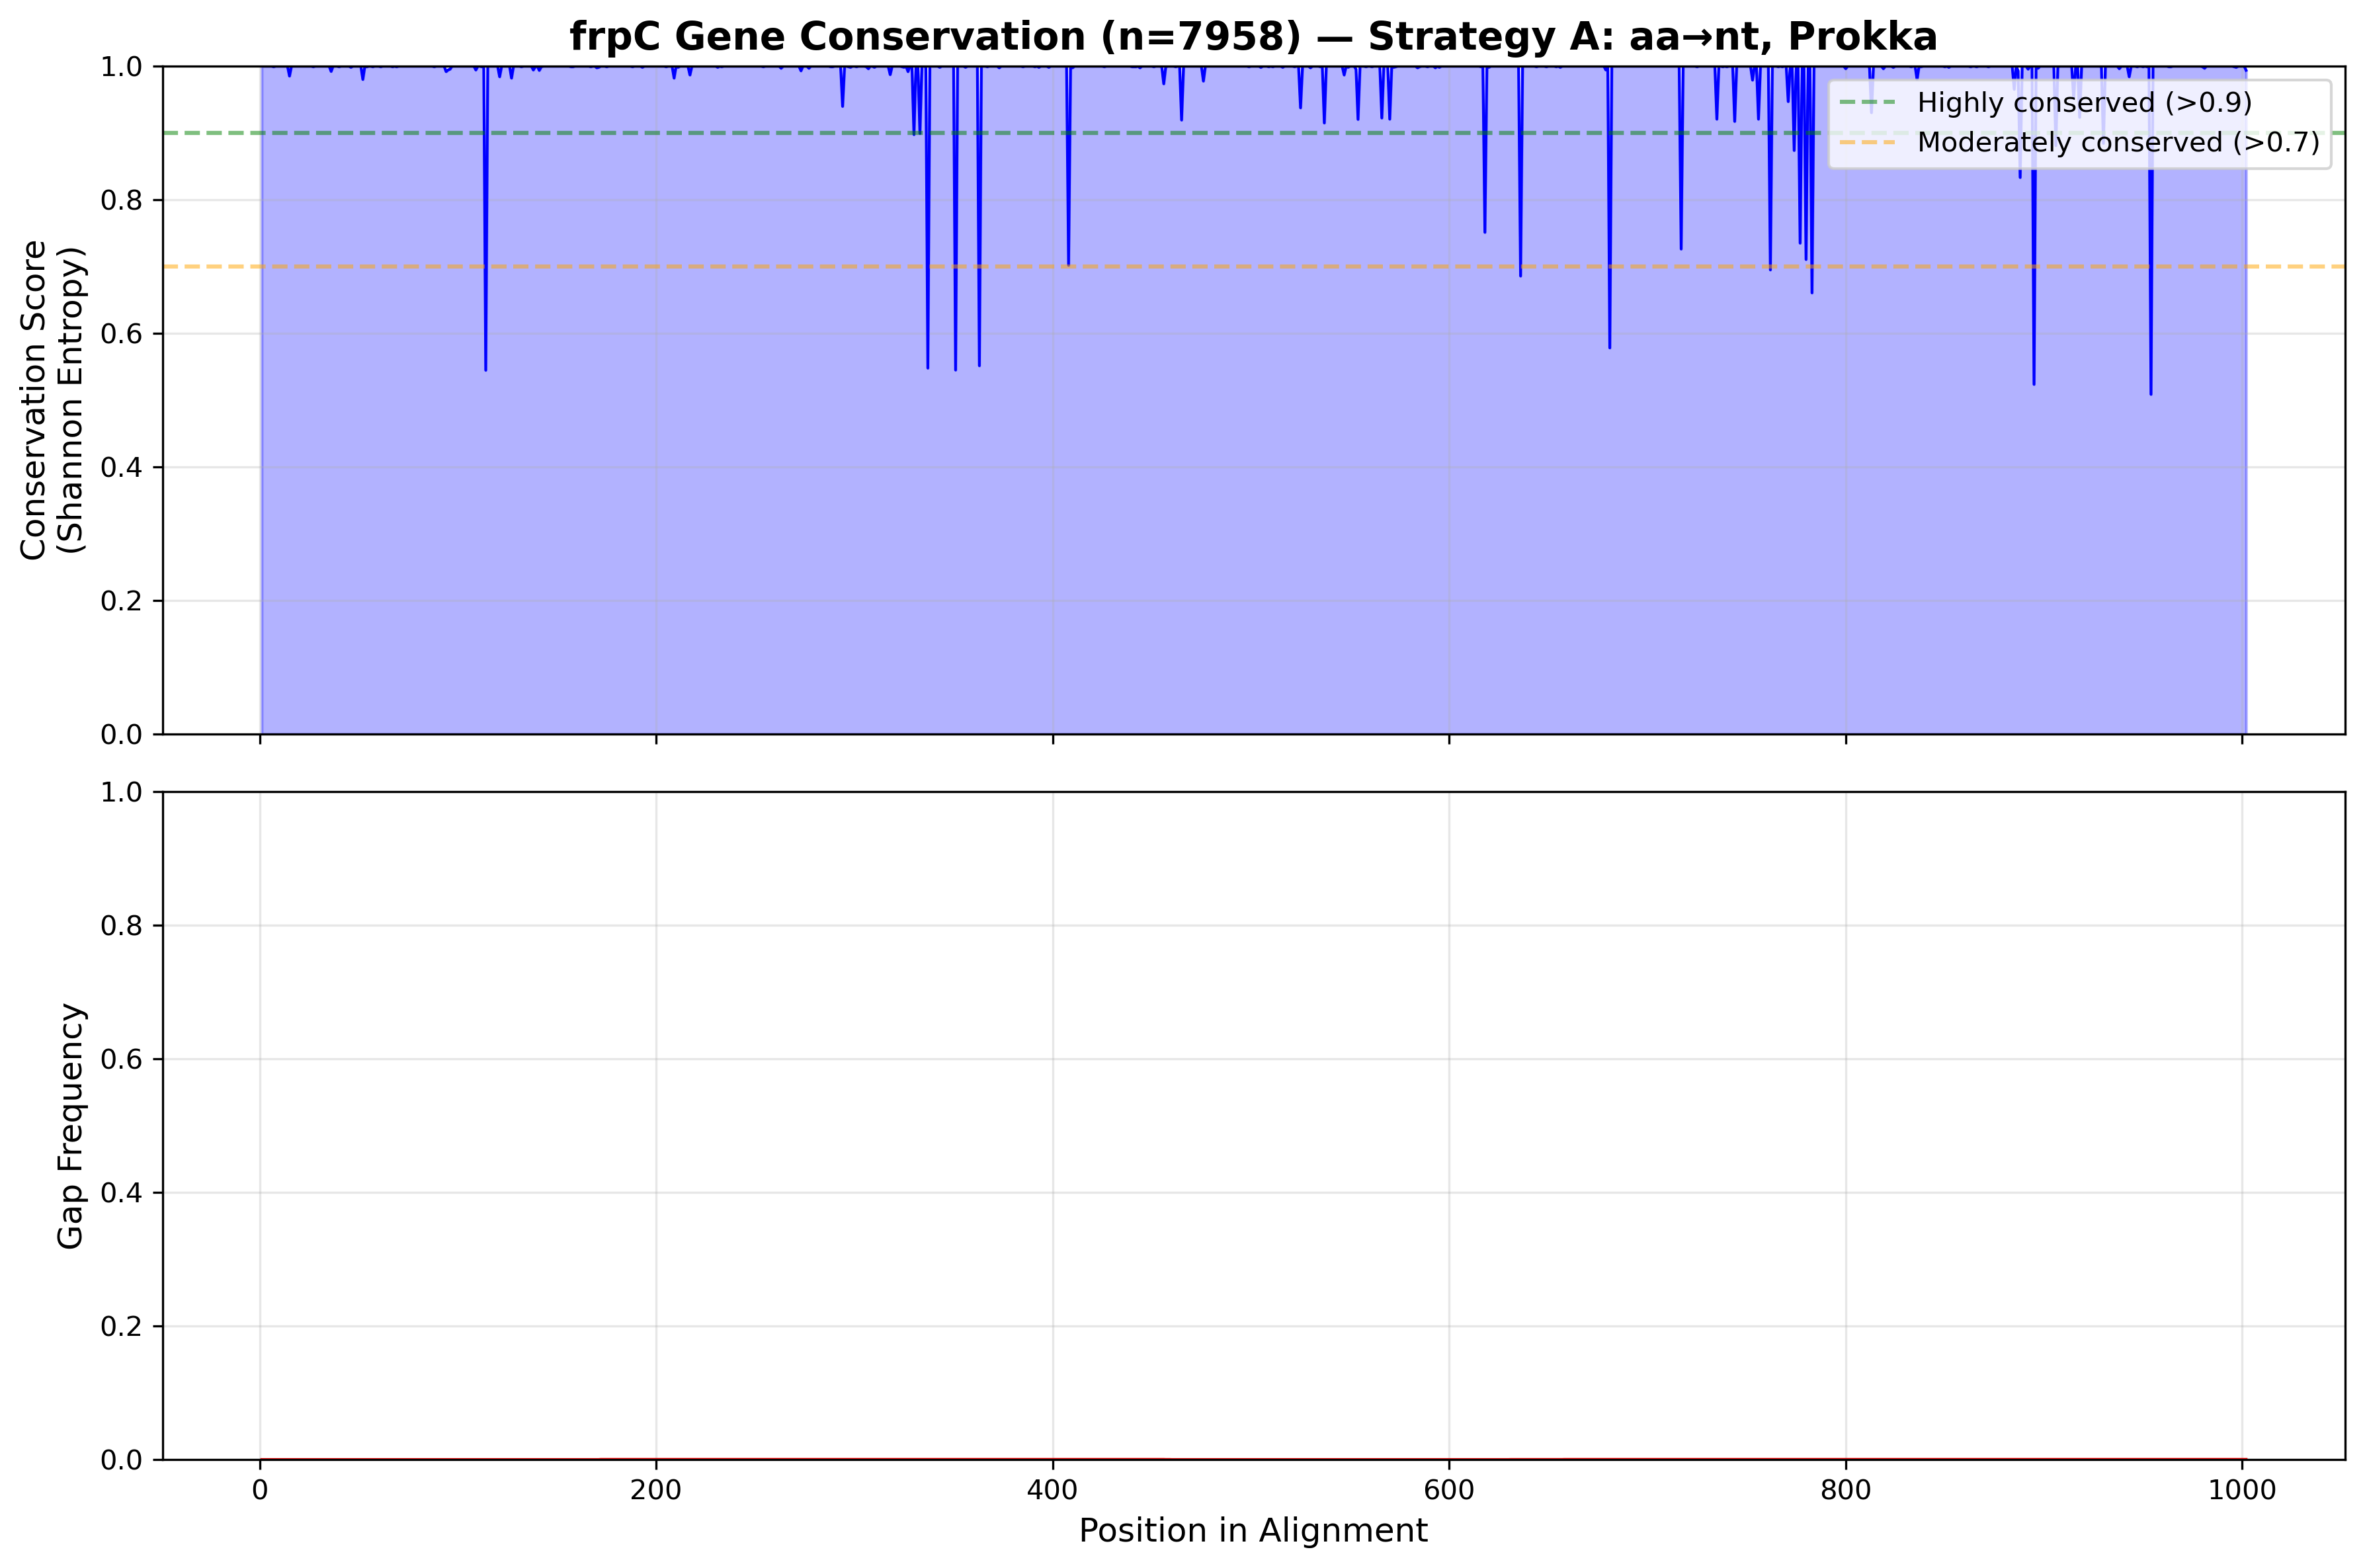 frpC Gene Conservation (n=7958) — Strategy A: aa→nt, Prokka
1.0
0.8
0.6
0.4
0.2
0.0
Conservation Score
(Shannon Entropy)
Highly conserved (>0.9)
Moderately conserved (>0.7)
1.0
0.8
0.6
0.4
0.2
0.0
Gap Frequency
0 200 400 600 800 1000
Position in Alignment